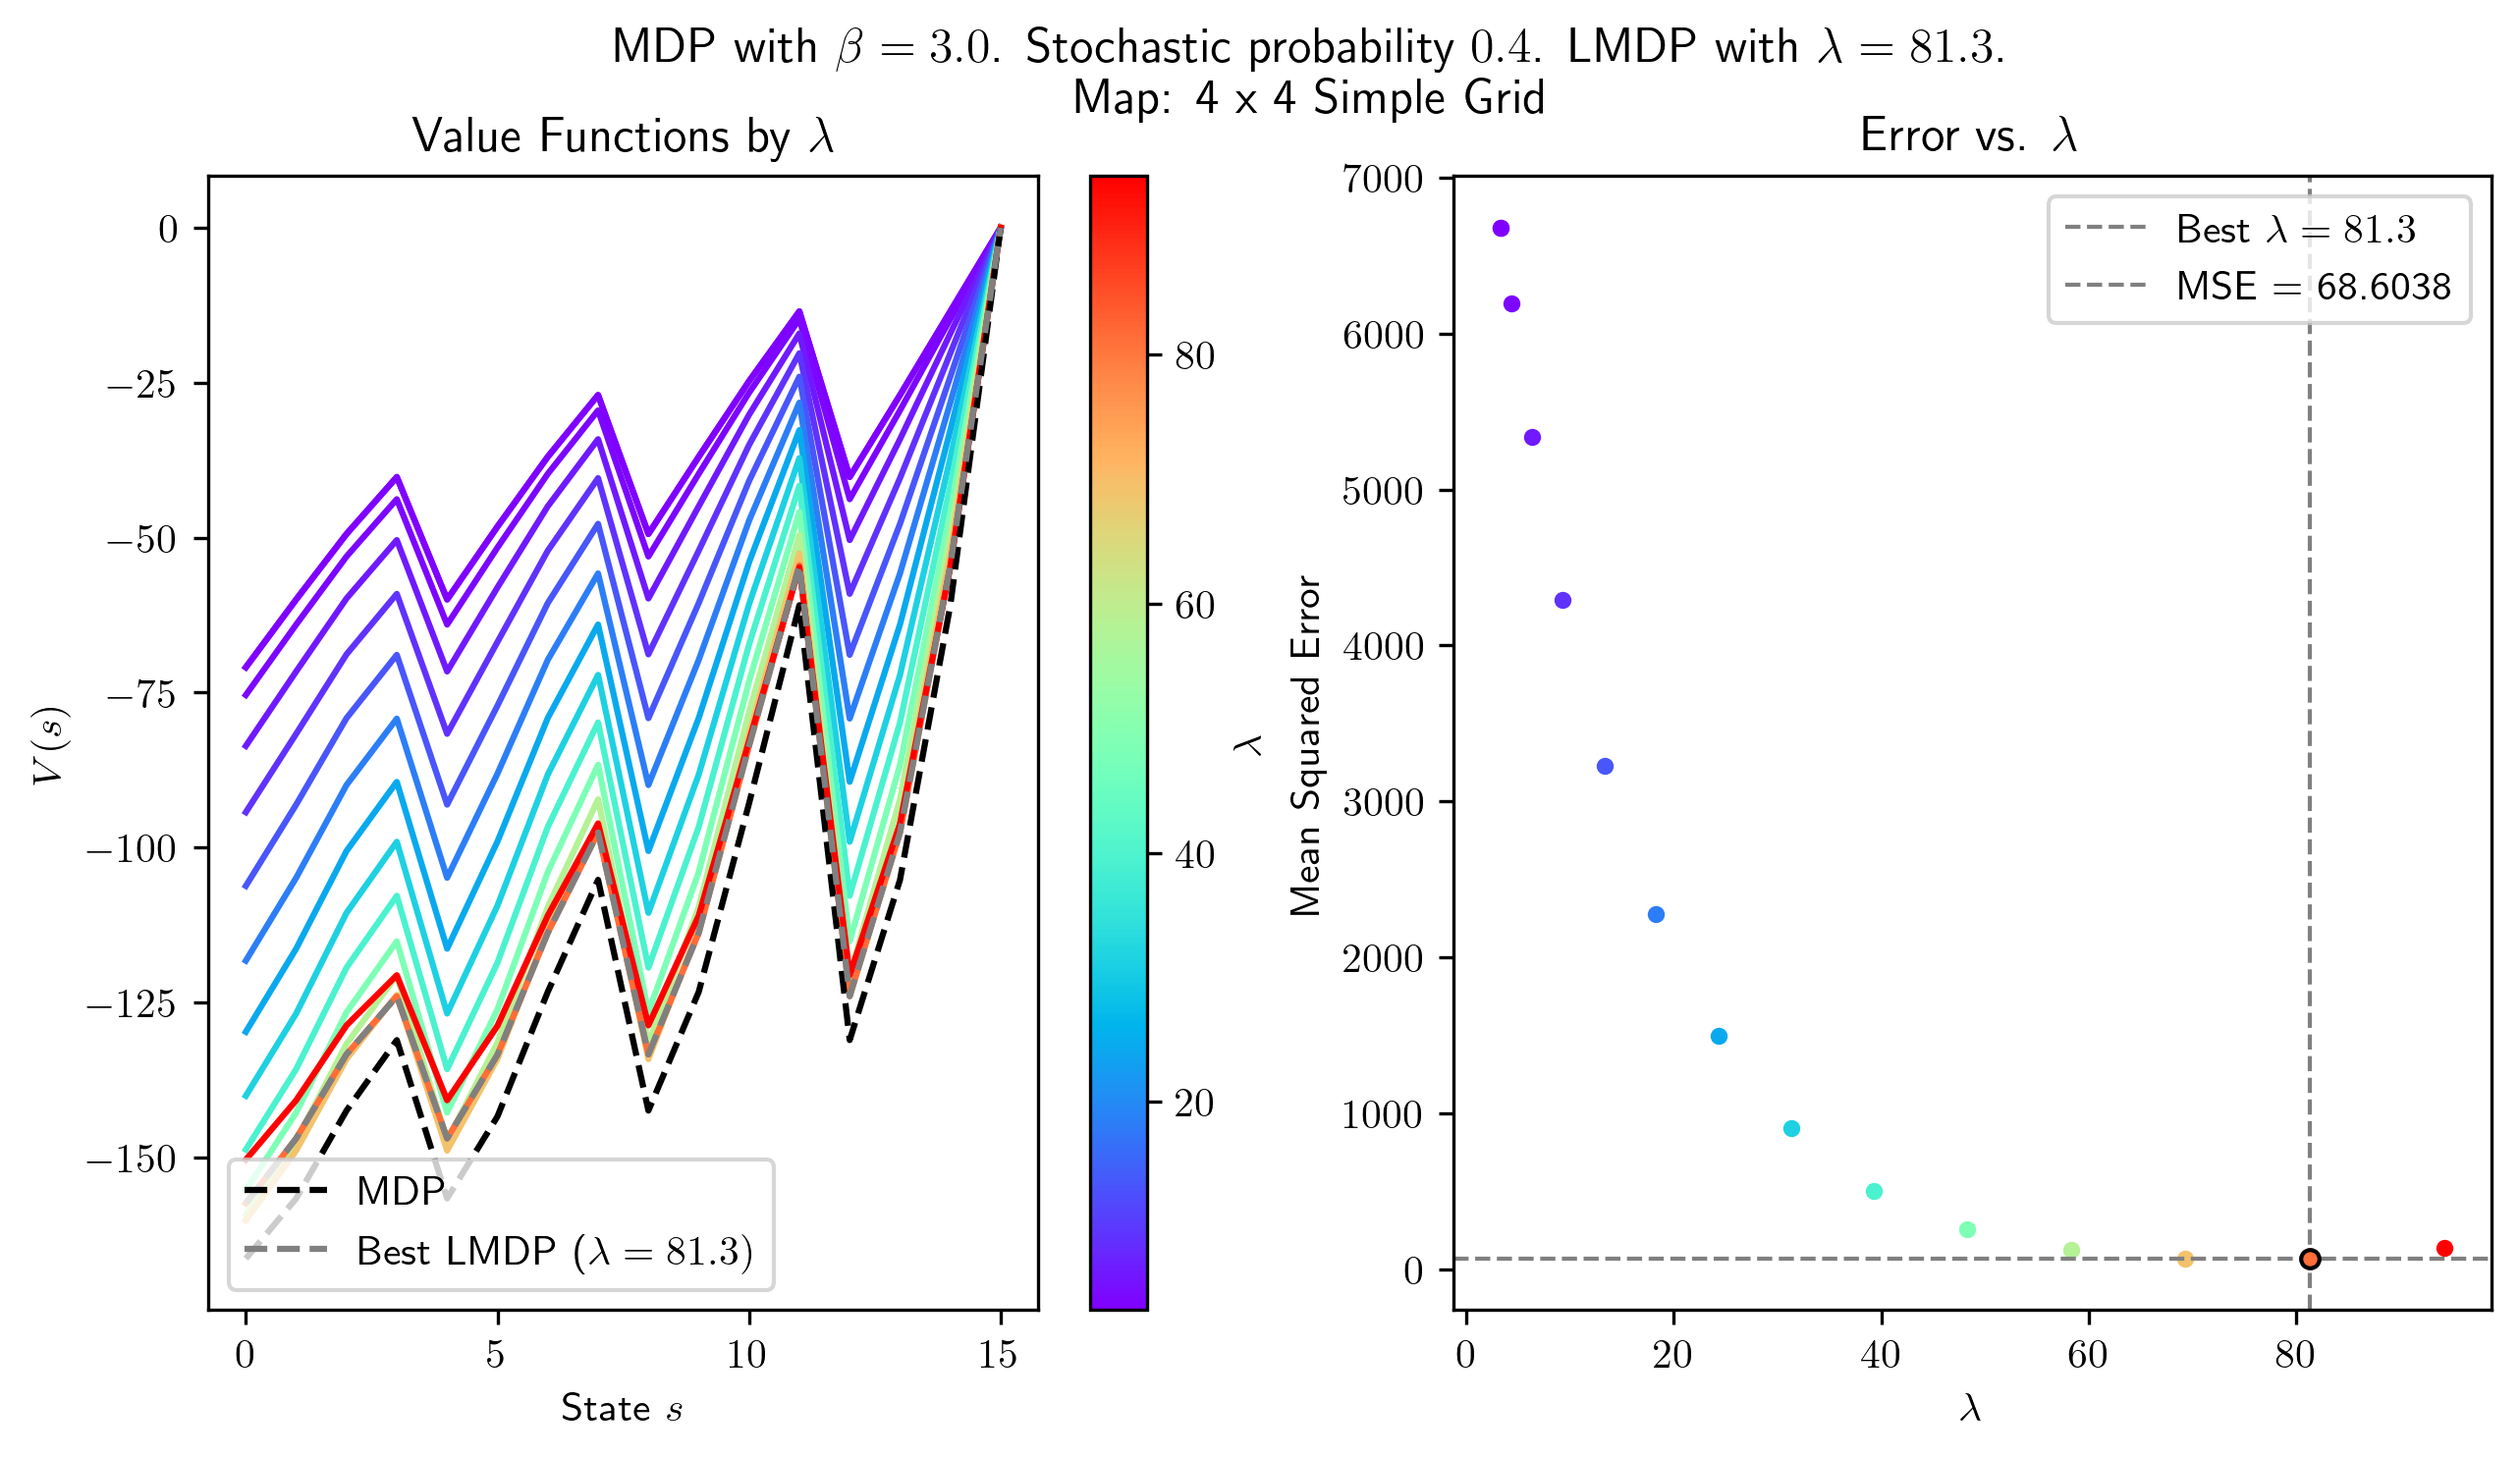 MDP with β = 3.0. Stochastic probability 0.4. LMDP with λ = 81.3.
Map: 4 x 4 Simple Grid
Value Functions by λ
0
−25
−50
−75
−100
−125
−150
V(s)
MDP
Best LMDP (λ = 81.3)
0 5 10 15
State s
80
60
40
20
λ
Error vs. λ
7000
6000
5000
4000
3000
2000
1000
0
Mean Squared Error
Best λ = 81.3
MSE = 68.6038
0 20 40 60 80
λ